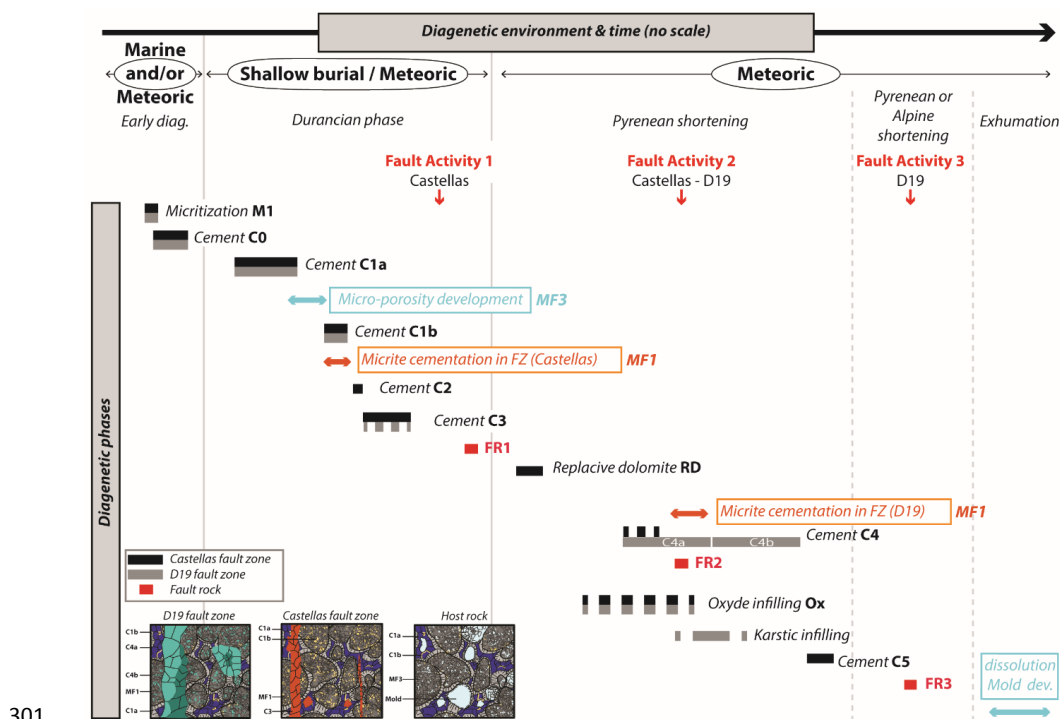 Diagenetic environment & time (no scale)
Marine
and/or
Meteoric
Shallow burial / Meteoric
Meteoric
Early diag.
Durancian phase
Pyrenean shortening
Pyrenean or
Alpine
shortening
Exhumation
Fault Activity 1
Castellas
Fault Activity 2
Castellas - D19
Fault Activity 3
D19
Diagenetic phases
Micritization M1
Cement C0
Cement C1a
Micro-porosity development MF3
Cement C1b
Micrite cementation in FZ (Castellas) MF1
Cement C2
Cement C3
FR1
Replacive dolomite RD
Micrite cementation in FZ (D19) MF1
Cement C4
C4a C4b
FR2
Oxyde infilling Ox
Karstic infilling
Cement C5
FR3
dissolution
Mold dev.
Castellas fault zone
D19 fault zone
Fault rock
D19 fault zone
C1b
C4a
C4b
MF1
C1a
Castellas fault zone
C1a
C1b
MF1
C3
Host rock
C1a
C1b
MF3
Mold
301